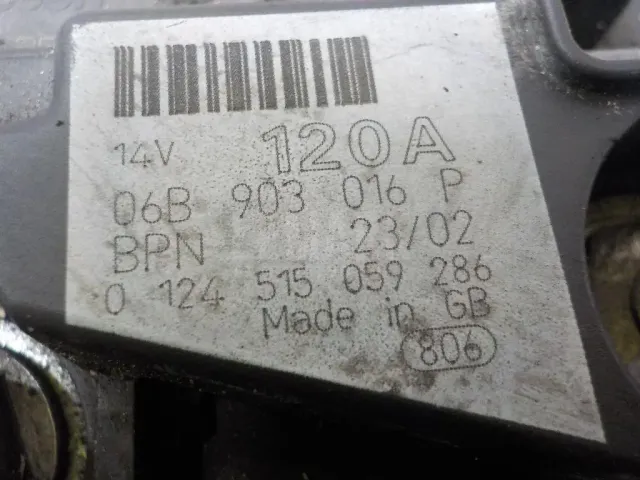 14V 120A
06B 903 016 P
BPN 23/02
0 124 515 059 286
Made in GB
806